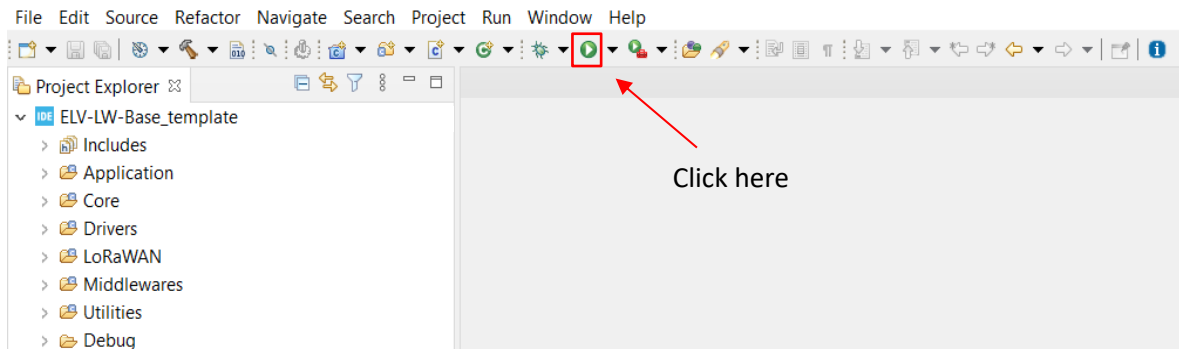 File Edit Source Refactor Navigate Search Project Run Window Help
Project Explorer
IDE ELV-LW-Base_template
Includes
Application
Core
Drivers
LoRaWAN
Middlewares
Utilities
Debug
Click here